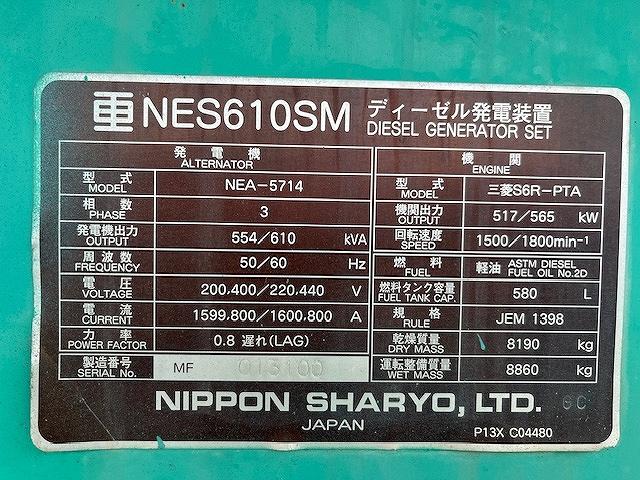 NES610SM ディーゼル発電装置
DIESEL GENERATOR SET
発電機
ALTERNATOR
型式
MODEL
NEA-5714
相数
PHASE
3
発電機出力
OUTPUT
554/610 kVA
周波数
FREQUENCY
50/60 Hz
電圧
VOLTAGE
200,400/220,440 V
電流
CURRENT
1599,800/1600,800 A
力率
POWER FACTOR
0.8 遅れ(LAG)
製造番号
SERIAL No.
MF 013100
機関
ENGINE
型式
MODEL
三菱S6R-PTA
機関出力
OUTPUT
517/565 kW
回転速度
SPEED
1500/1800min-1
燃料
FUEL
軽油 ASTM DIESEL
FUEL OIL No.2D
燃料タンク容量
FUEL TANK CAP.
580 L
規格
RULE
JEM 1398
乾燥質量
DRY MASS
8190 kg
運転整備質量
WET MASS
8860 kg
NIPPON SHARYO, LTD.
JAPAN
P13X C04480